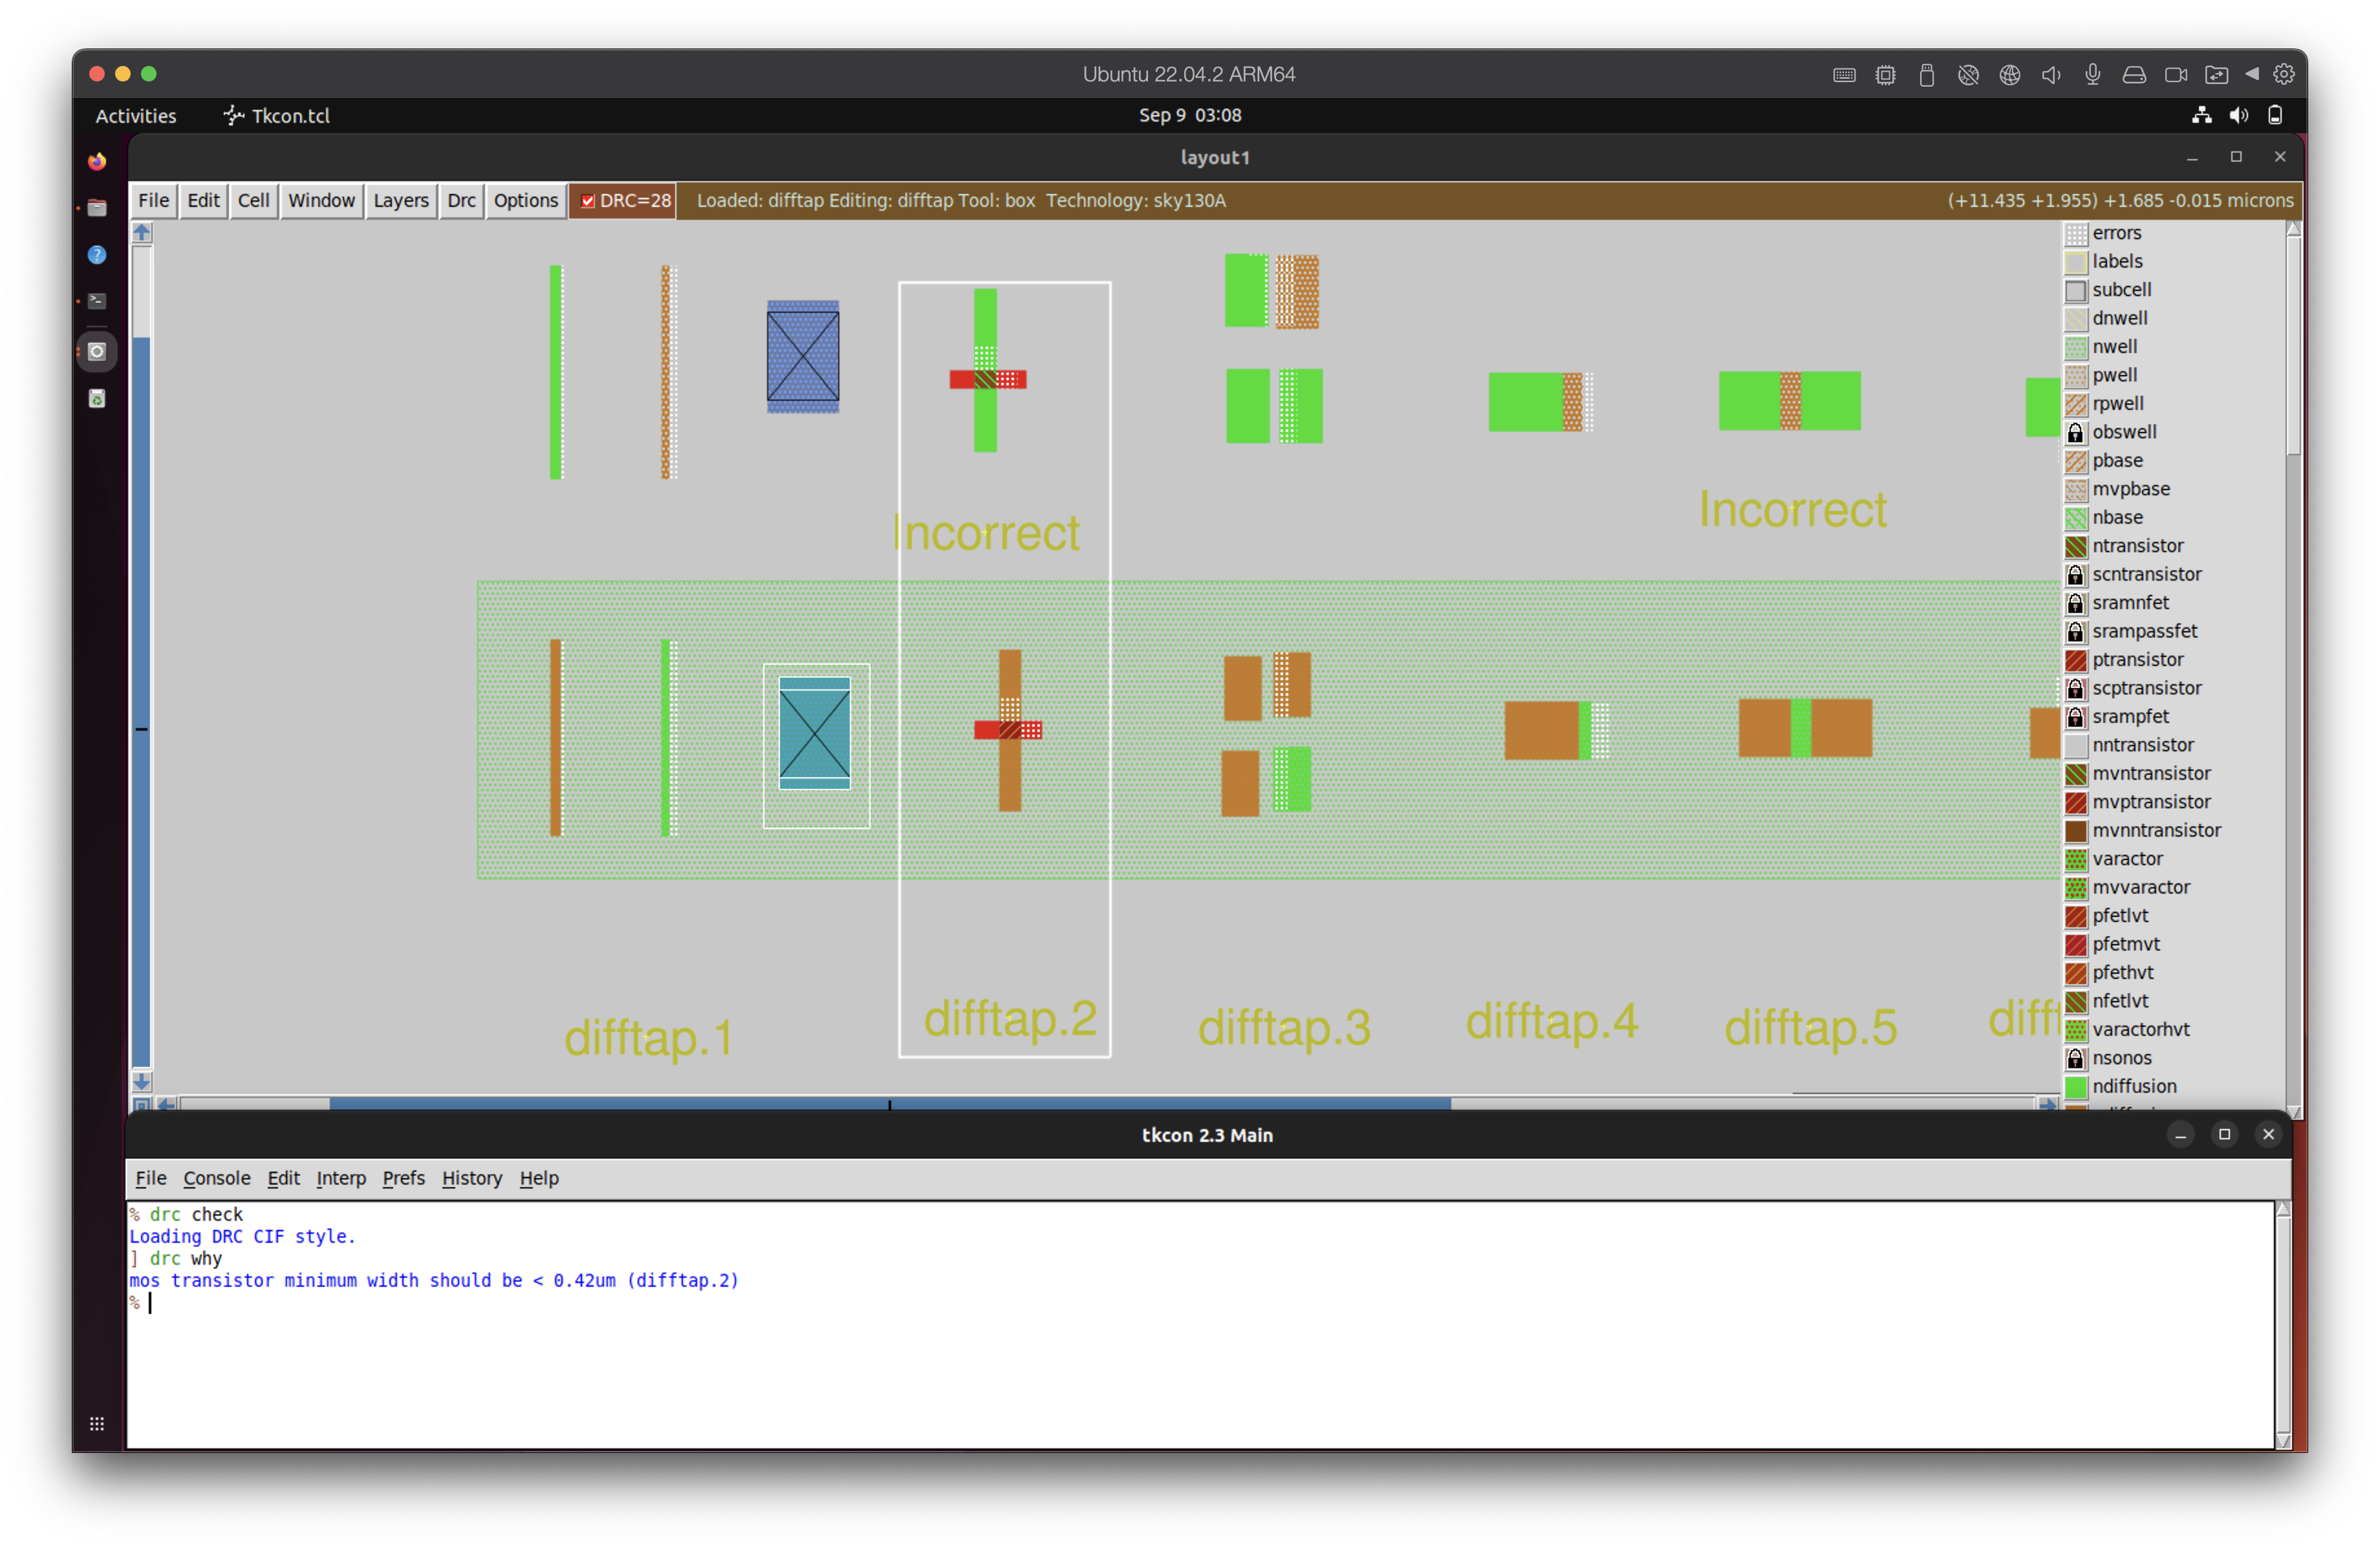 Ubuntu 22.04.2 ARM64
Activities
Tkcon.tcl
Sep 9 03:08
layout1
File Edit Cell Window Layers Drc Options DRC=28 Loaded: difftap Editing: difftap Tool: box Technology: sky130A (+11.435 +1.955) +1.685 -0.015 microns
Incorrect
Incorrect
difftap.1
difftap.2
difftap.3
difftap.4
difftap.5
errors
labels
subcell
dnwell
nwell
pwell
rpwell
obswell
pbase
mvpbase
nbase
ntransistor
scntransistor
sramnfet
srampassfet
ptransistor
scptransistor
srampfet
nntransistor
mvntransistor
mvptransistor
mvnntransistor
varactor
mvvaractor
pfetlvt
pfetmvt
pfethvt
nfetlvt
varactorhvt
nsonos
ndiffusion
tkcon 2.3 Main
File Console Edit Interp Prefs History Help
% drc check
Loading DRC CIF style.
] drc why
mos transistor minimum width should be < 0.42um (difftap.2)
%